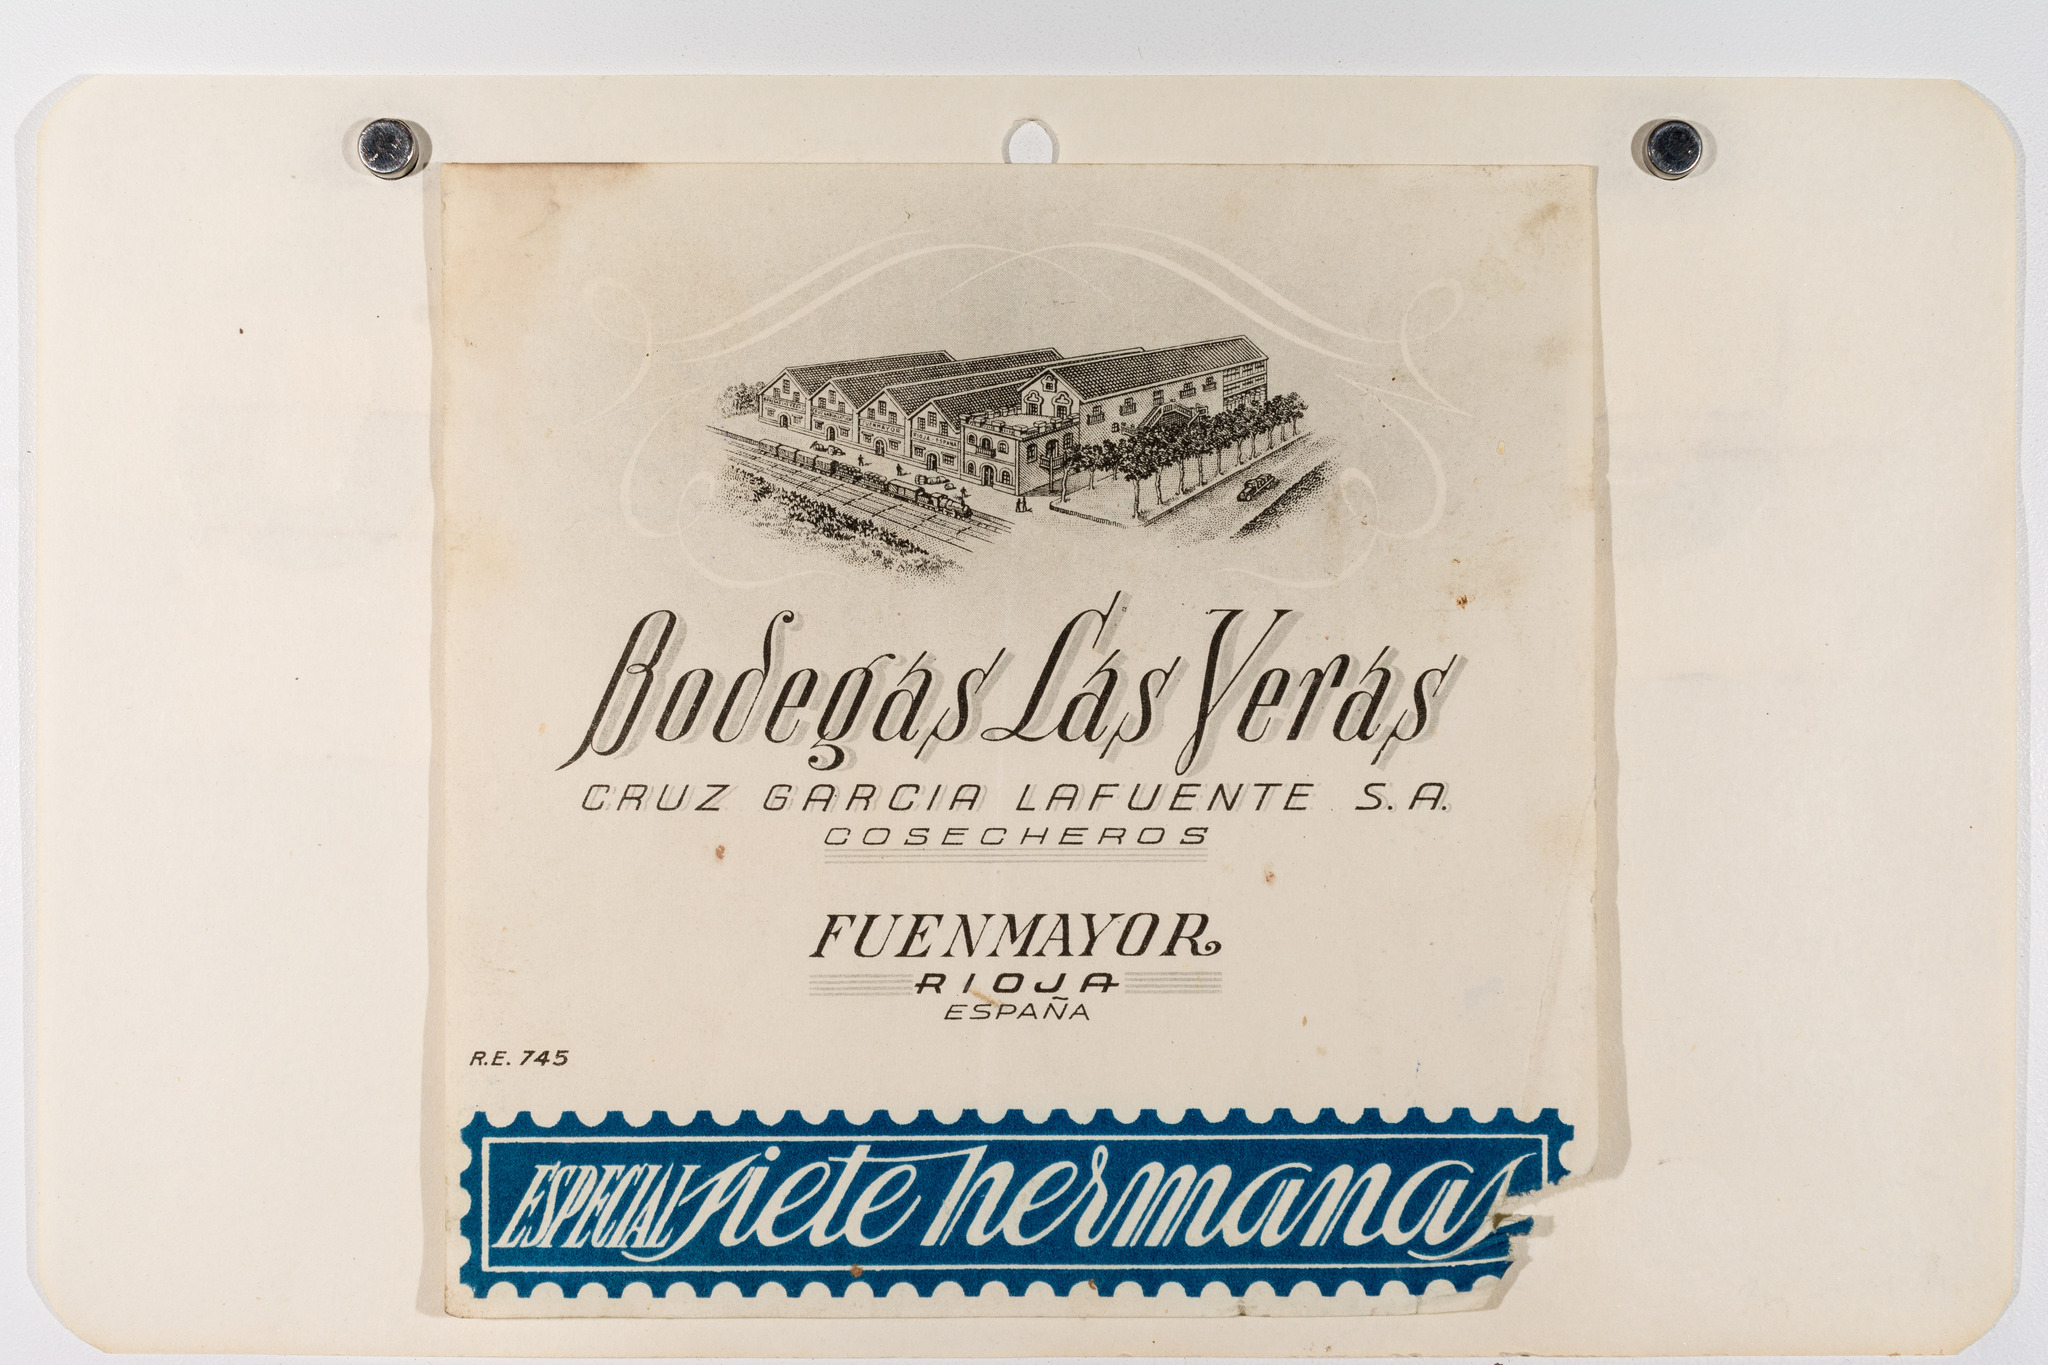 Bodegas Las Veras
CRUZ GARCIA LAFUENTE S.A.
COSECHEROS
FUENMAYOR
RIOJA
ESPAÑA
R.E. 745
ESPECIAL siete hermanas